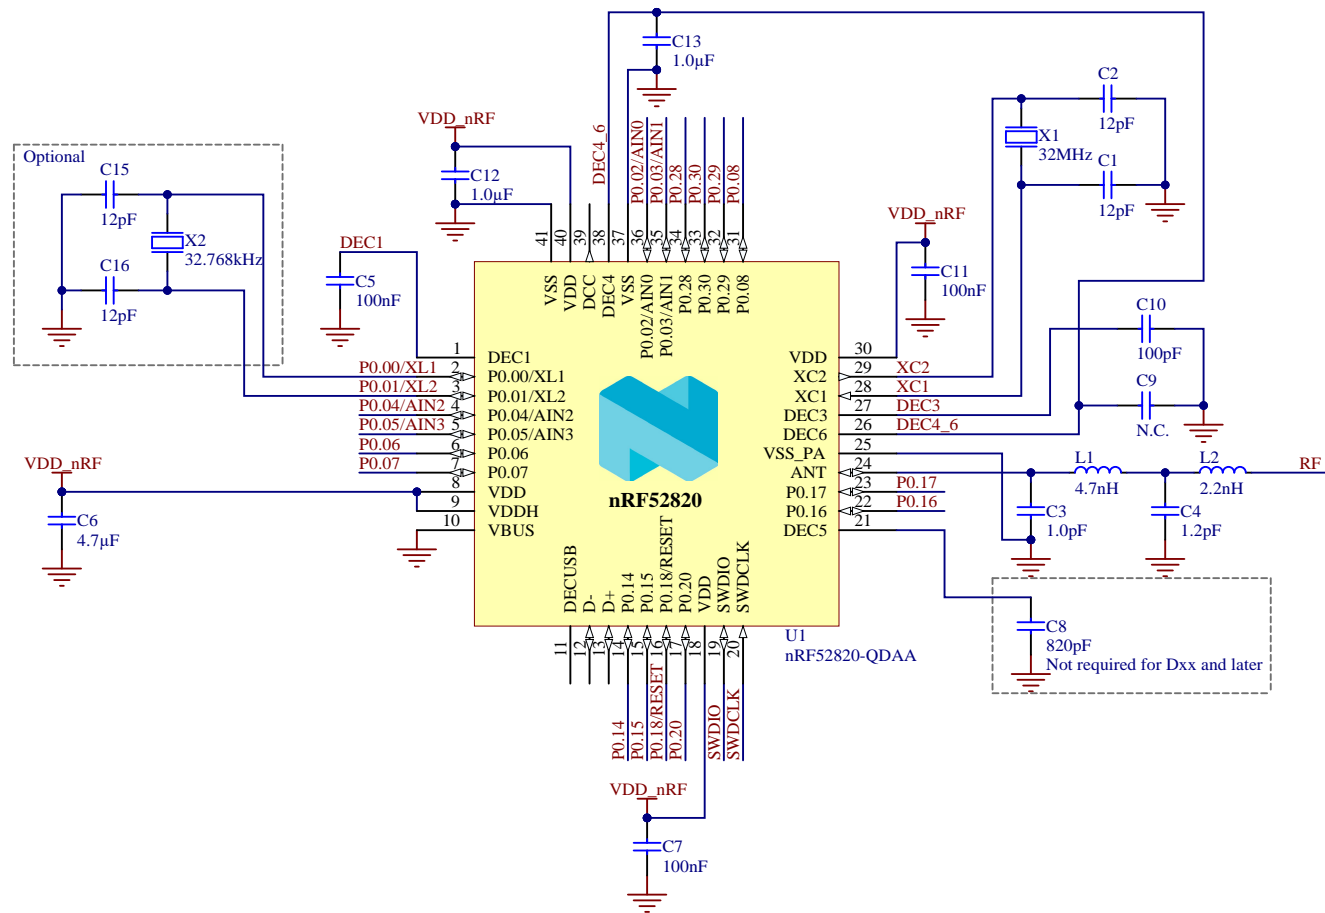 C13
1.0µF
C2
12pF
X1
32MHz
C1
12pF
VDD_nRF
C12
1.0µF
DEC4_6
P0.02/AIN0
P0.03/AIN1
P0.28
P0.30
P0.29
P0.08
Optional
C15
12pF
X2
32.768kHz
C16
12pF
DEC1
C5
100nF
VDD_nRF
C11
100nF
41
40
39
38
37
36
35
34
33
32
31
VSS
VDD
DCC
DEC4
VSS
P0.02/AIN0
P0.03/AIN1
P0.28
P0.30
P0.29
P0.08
C10
100pF
C9
N.C.
1 DEC1
P0.00/XL1 2 P0.00/XL1
P0.01/XL2 3 P0.01/XL2
P0.04/AIN2 4 P0.04/AIN2
P0.05/AIN3 5 P0.05/AIN3
P0.06 6 P0.06
P0.07 7 P0.07
8 VDD
9 VDDH
10 VBUS
VDD 30
XC2 29 XC2
XC1 28 XC1
DEC3 27 DEC3
DEC6 26 DEC4_6
VSS_PA 25
ANT 24
P0.17 23 P0.17
P0.16 22 P0.16
DEC5 21
nRF52820
VDD_nRF
C6
4.7µF
L1
4.7nH
L2
2.2nH
RF
C3
1.0pF
C4
1.2pF
DECUSB
D-
D+
P0.14
P0.15
P0.18/RESET
P0.20
VDD
SWDIO
SWDCLK
11
12
13
14
15
16
17
18
19
20
U1
nRF52820-QDAA
C8
820pF
Not required for Dxx and later
P0.14
P0.15
P0.18/RESET
P0.20
SWDIO
SWDCLK
VDD_nRF
C7
100nF